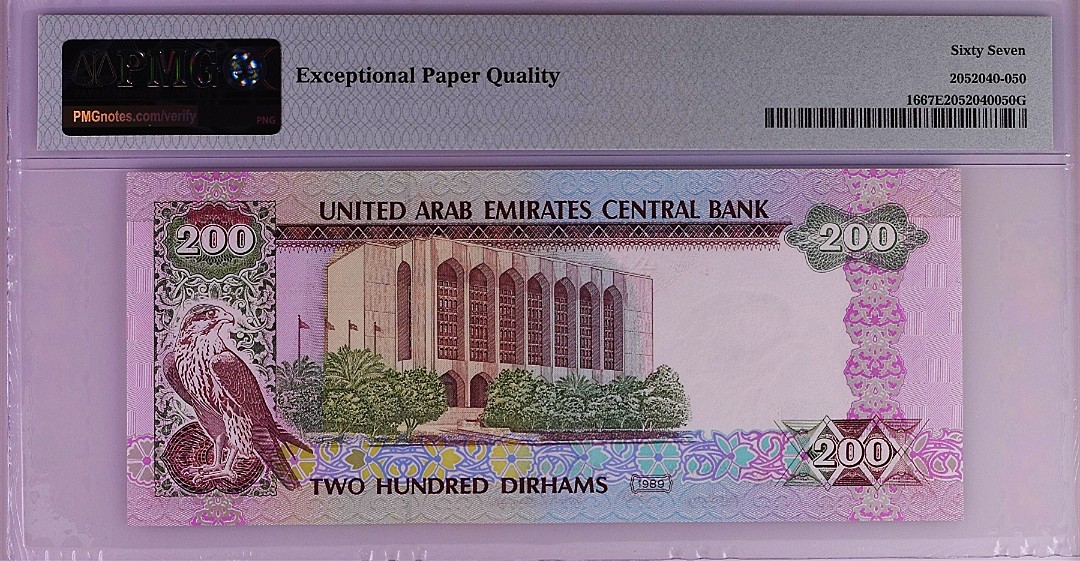 PMG
PMGnotes.com/verify
PNG
Exceptional Paper Quality
Sixty Seven
2052040-050
1667E2052040050G
UNITED ARAB EMIRATES CENTRAL BANK
200
200
TWO HUNDRED DIRHAMS
1989
200